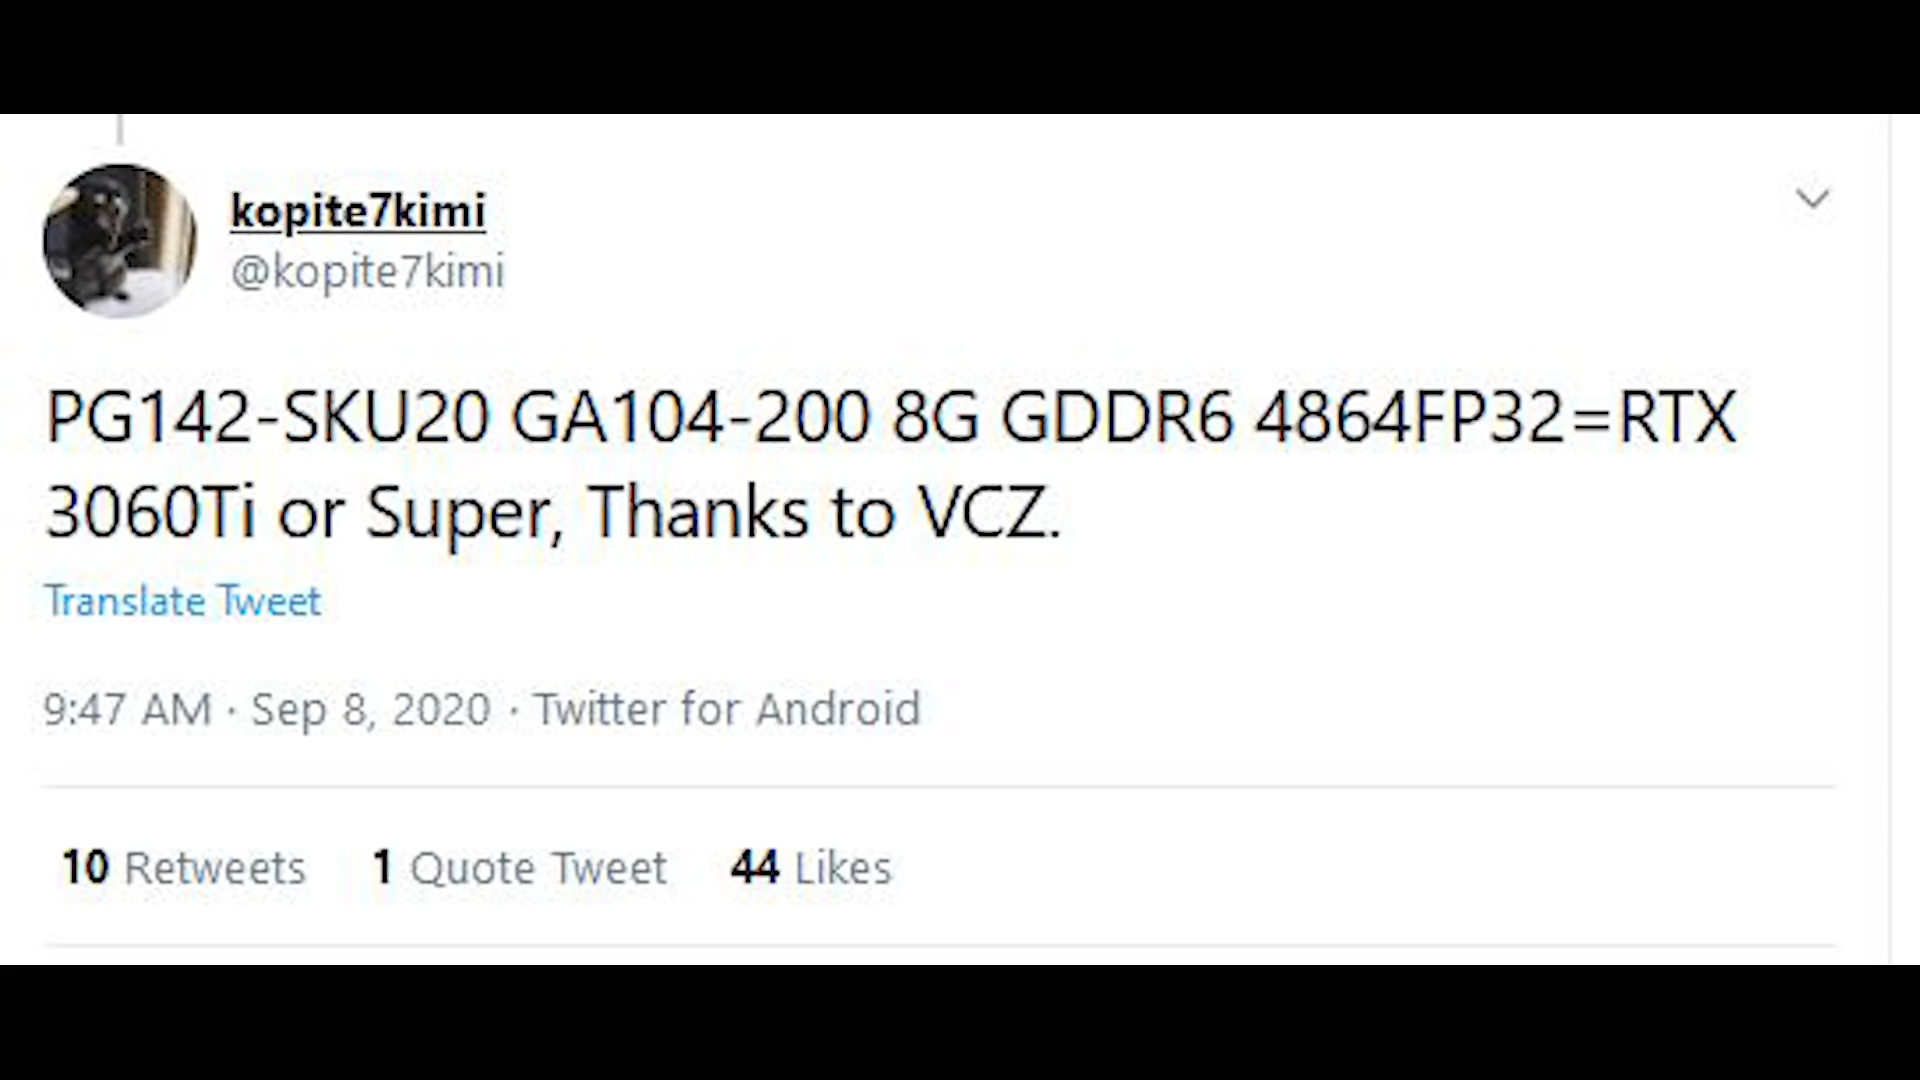 kopite7kimi
@kopite7kimi
PG142-SKU20 GA104-200 8G GDDR6 4864FP32=RTX
3060Ti or Super, Thanks to VCZ.
Translate Tweet
9:47 AM · Sep 8, 2020 · Twitter for Android
10 Retweets 1 Quote Tweet 44 Likes